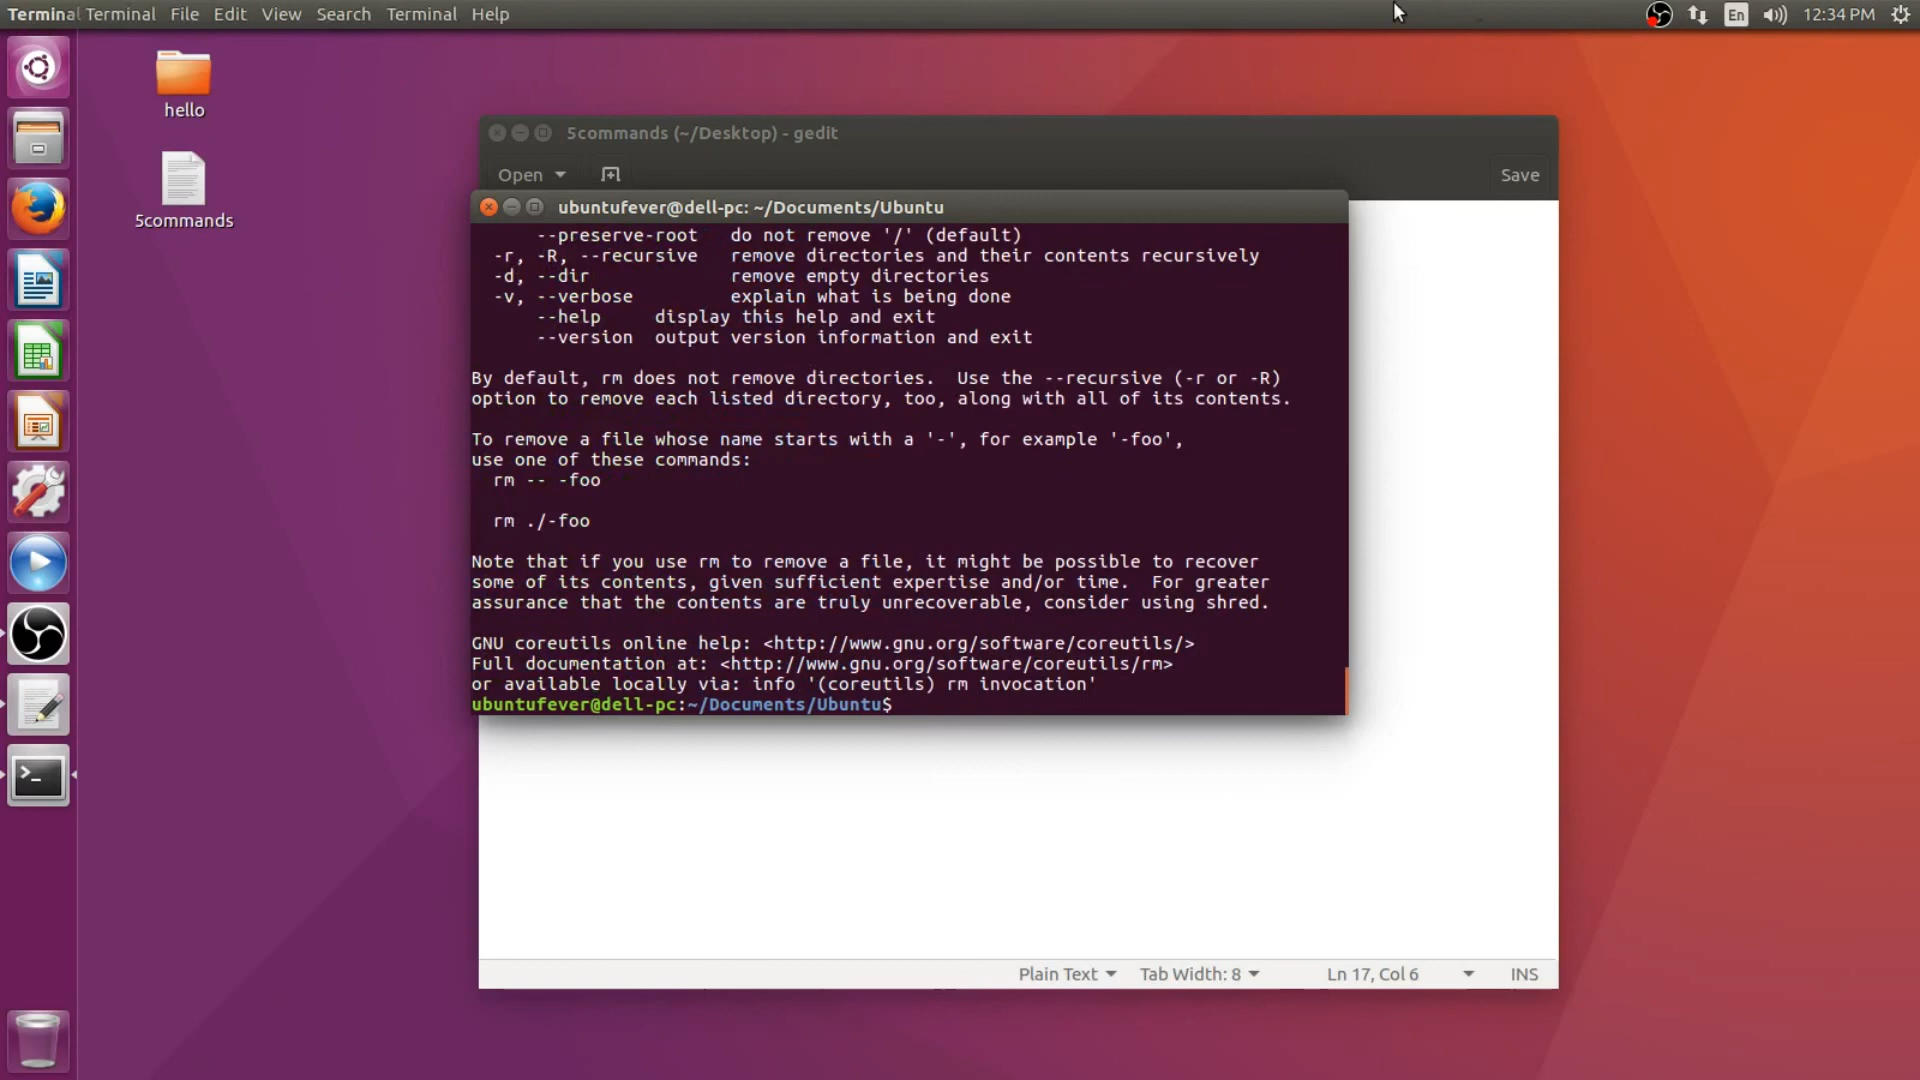 Terminal Terminal File Edit View Search Terminal Help
En 12:34 PM
hello
5commands
5commands (~/Desktop) - gedit
Open Save
ubuntufever@dell-pc: ~/Documents/Ubuntu
--preserve-root do not remove '/' (default)
-r, -R, --recursive remove directories and their contents recursively
-d, --dir remove empty directories
-v, --verbose explain what is being done
--help display this help and exit
--version output version information and exit
By default, rm does not remove directories. Use the --recursive (-r or -R)
option to remove each listed directory, too, along with all of its contents.
To remove a file whose name starts with a '-', for example '-foo',
use one of these commands:
rm -- -foo
rm ./-foo
Note that if you use rm to remove a file, it might be possible to recover
some of its contents, given sufficient expertise and/or time. For greater
assurance that the contents are truly unrecoverable, consider using shred.
GNU coreutils online help: <http://www.gnu.org/software/coreutils/>
Full documentation at: <http://www.gnu.org/software/coreutils/rm>
or available locally via: info '(coreutils) rm invocation'
ubuntufever@dell-pc:~/Documents/Ubuntu$
Plain Text Tab Width: 8 Ln 17, Col 6 INS